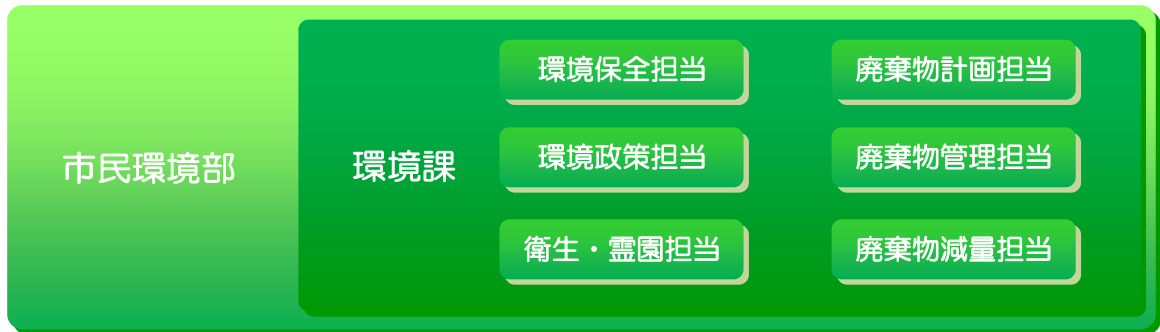 市民環境部
環境課
環境保全担当
廃棄物計画担当
環境政策担当
廃棄物管理担当
衛生・霊園担当
廃棄物減量担当